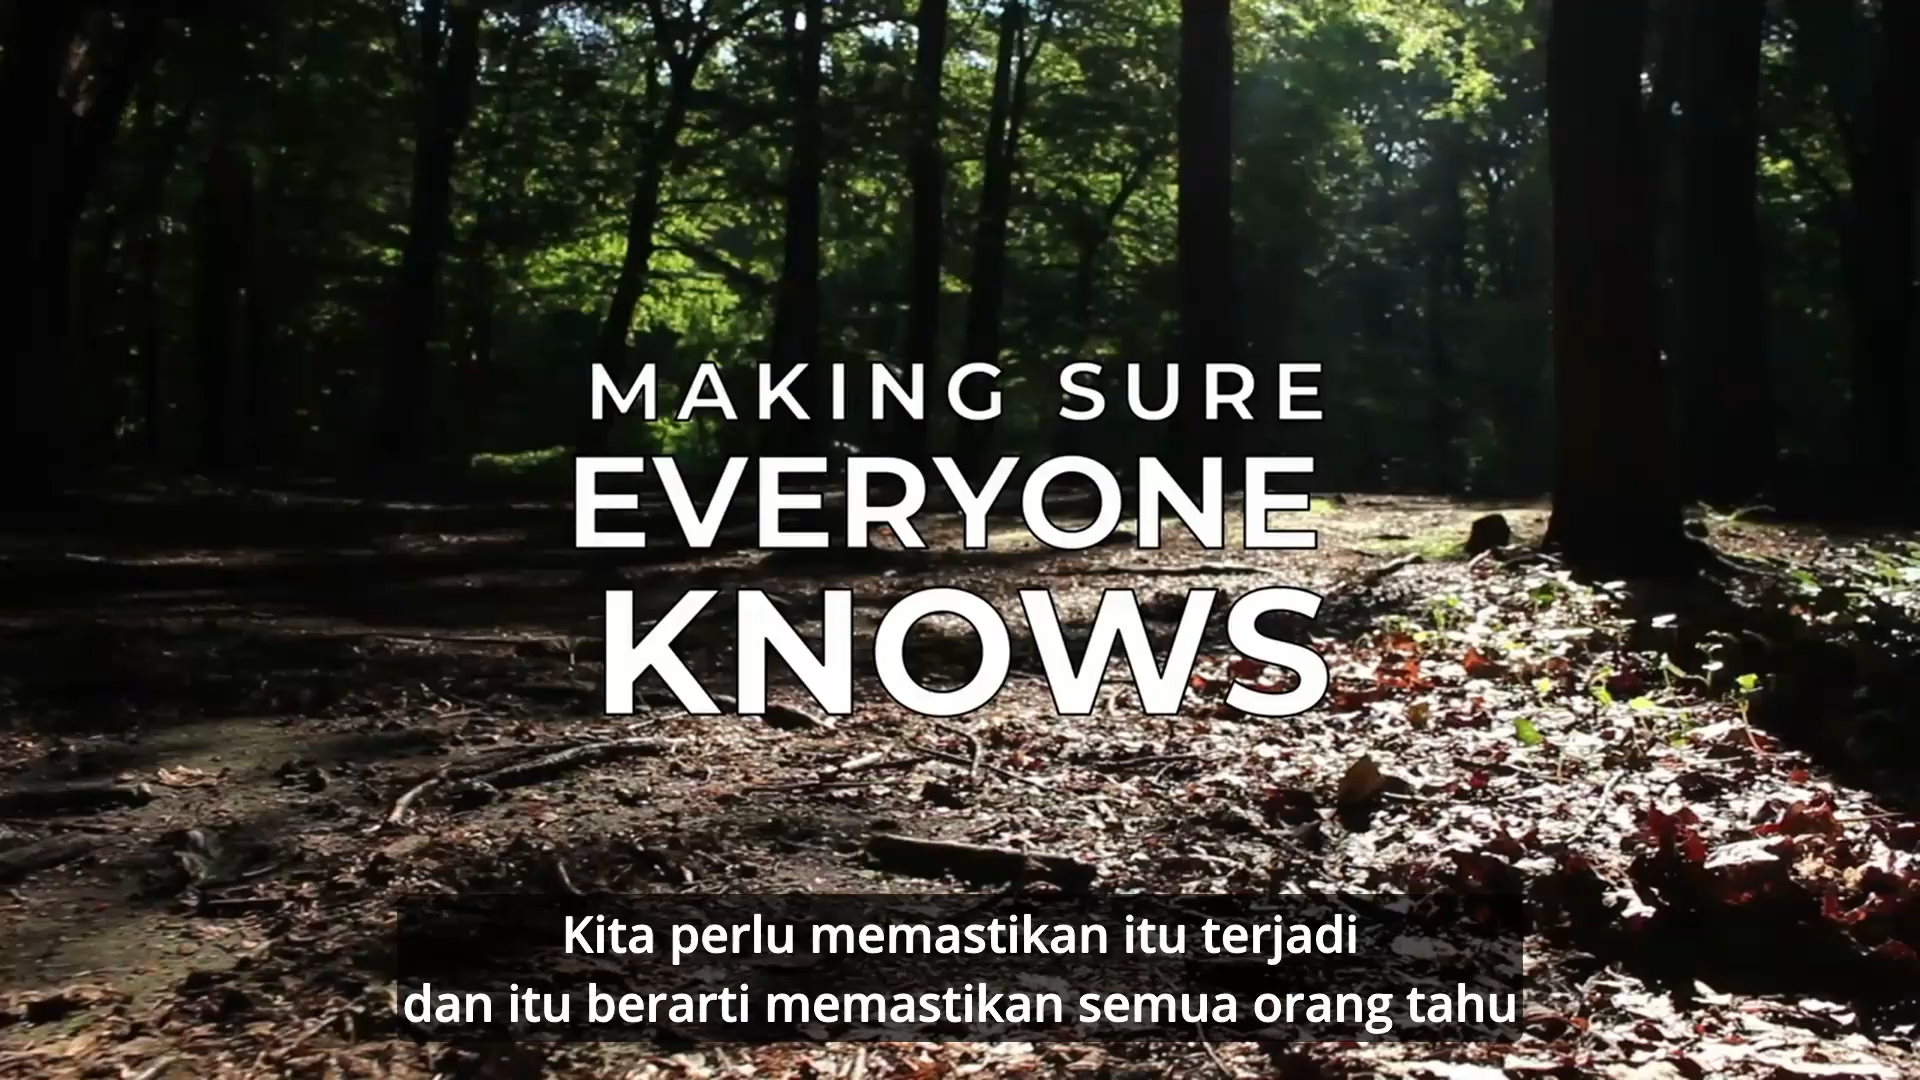 MAKING SURE
EVERYONE
KNOWS
Kita perlu memastikan itu terjadi
dan itu berarti memastikan semua orang tahu